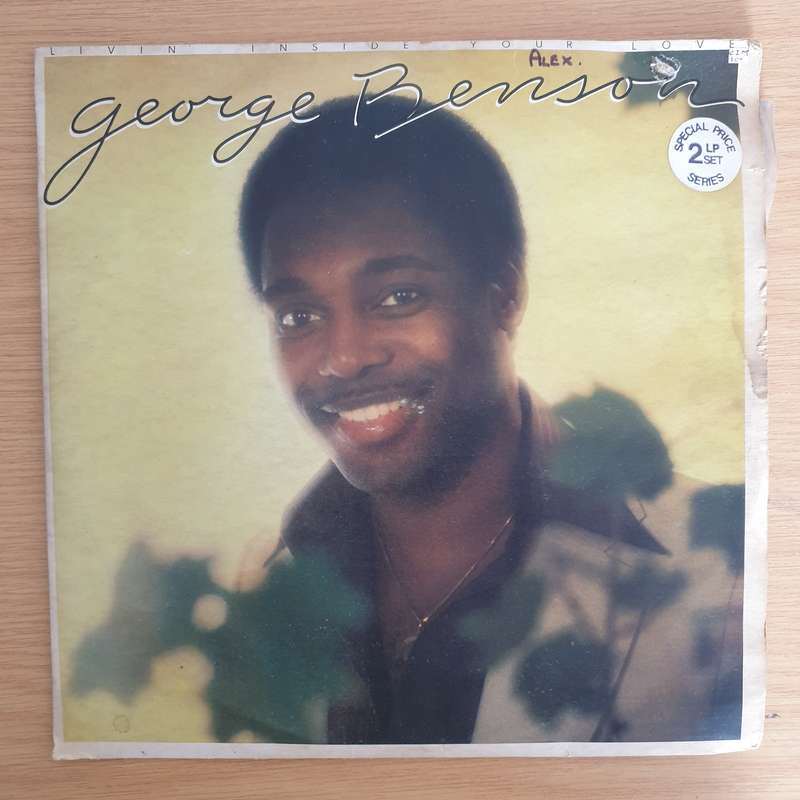 LIVIN' INSIDE YOUR LOVE
ALEX.
george Benson
SPECIAL PRICE
2 LP
SET
SERIES